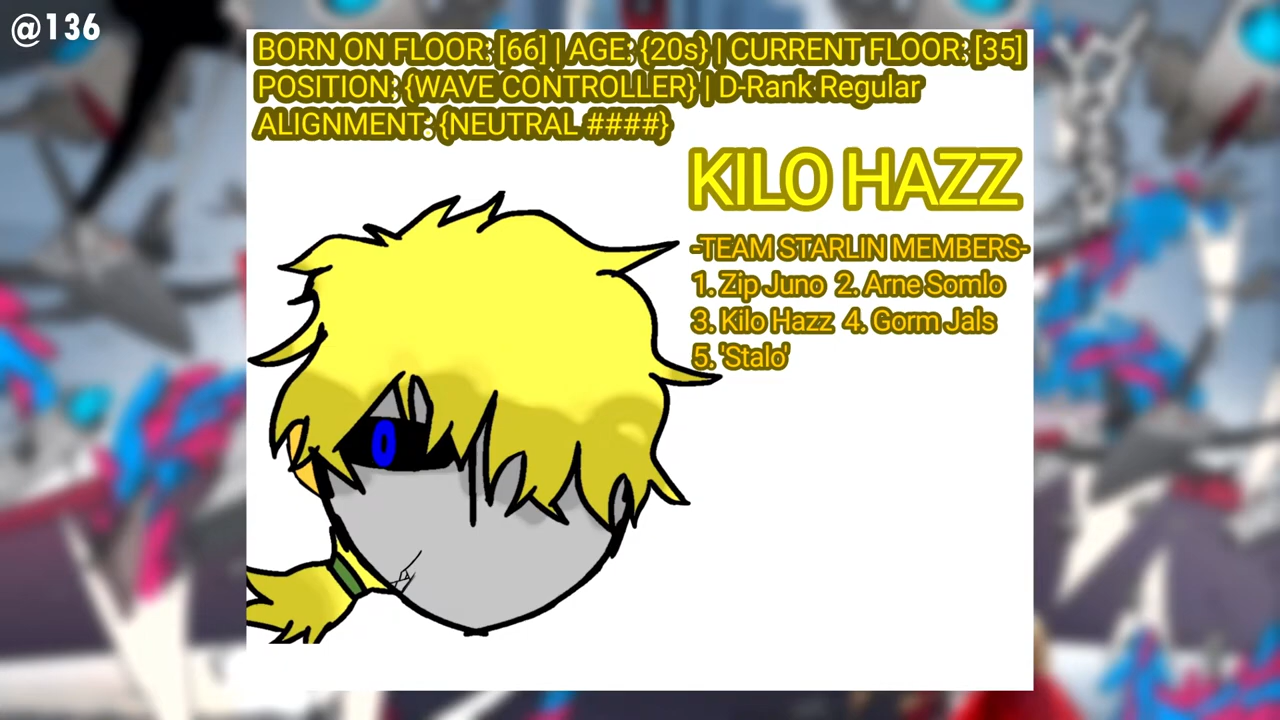 @136
BORN ON FLOOR: [66] | AGE: {20s} | CURRENT FLOOR: [35]
POSITION: {WAVE CONTROLLER} | D-Rank Regular
ALIGNMENT: {NEUTRAL ####}
KILO HAZZ
-TEAM STARLIN MEMBERS-
1. Zip Juno 2. Arne Somlo
3. Kilo Hazz 4. Gorm Jals
5. 'Stalo'